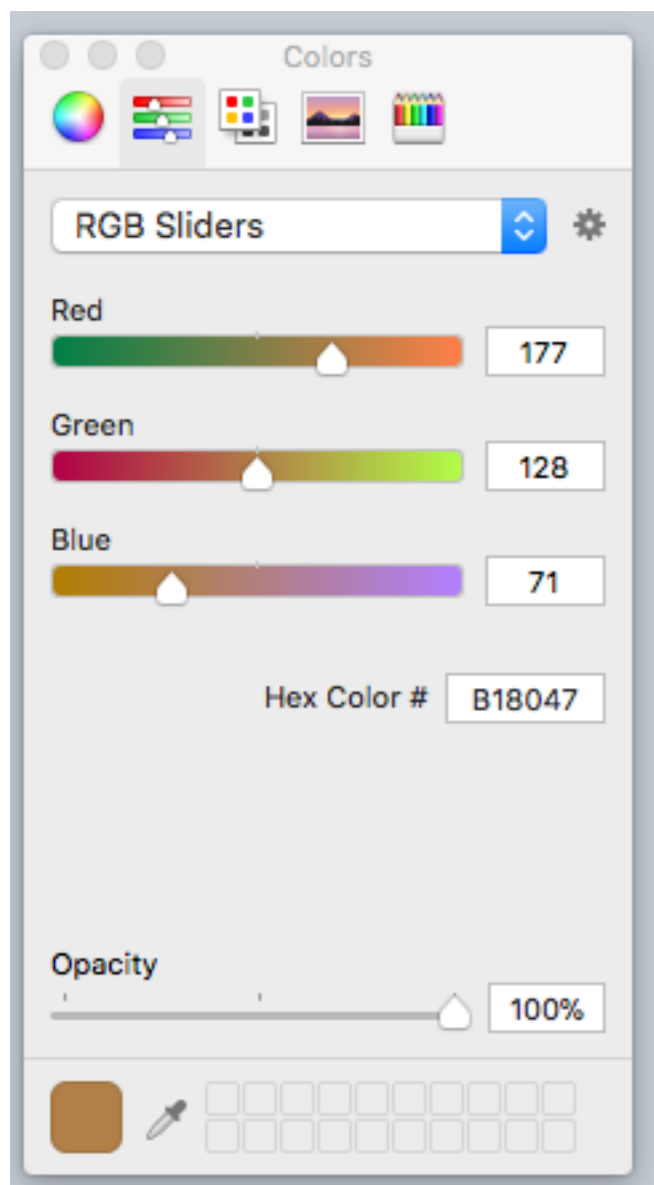 Colors
RGB Sliders
Red
177
Green
128
Blue
71
Hex Color # B18047
Opacity
100%